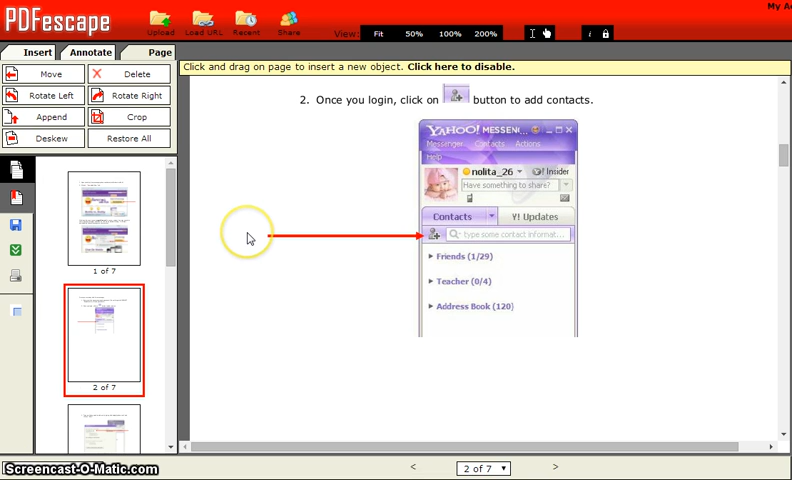 PDFescape
My Ac
Upload Load URL Recent Share
View: Fit 50% 100% 200%
Insert Annotate Page
Click and drag on page to insert a new object. Click here to disable.
Move Delete
Rotate Left Rotate Right
Append Crop
Deskew Restore All
1 of 7
2 of 7
2. Once you login, click on button to add contacts.
YAHOO! MESSENG...
Messenger Contacts Actions
Help
nolita_26 Y! Insider
Have something to share?
Contacts Y! Updates
type some contact informat...
Friends (1/29)
Teacher (0/4)
Address Book (120)
< 2 of 7 >
Screencast-O-Matic.com